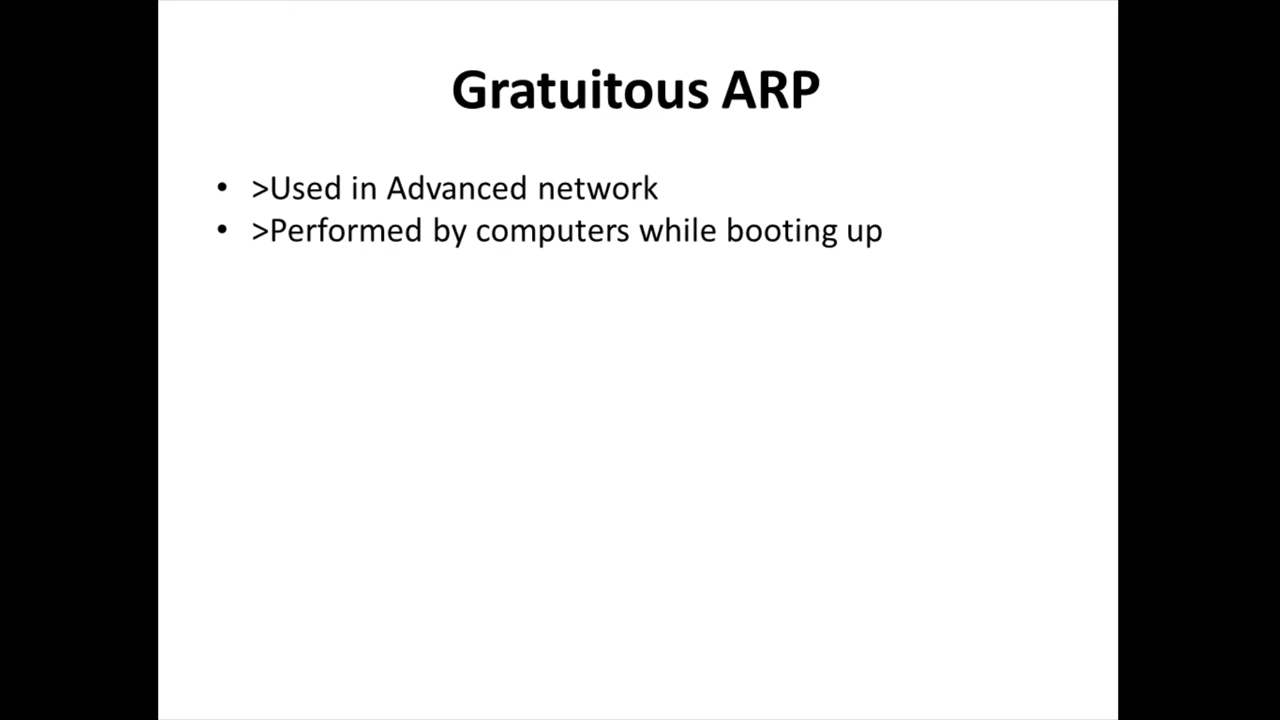 Gratuitous ARP
• >Used in Advanced network
• >Performed by computers while booting up